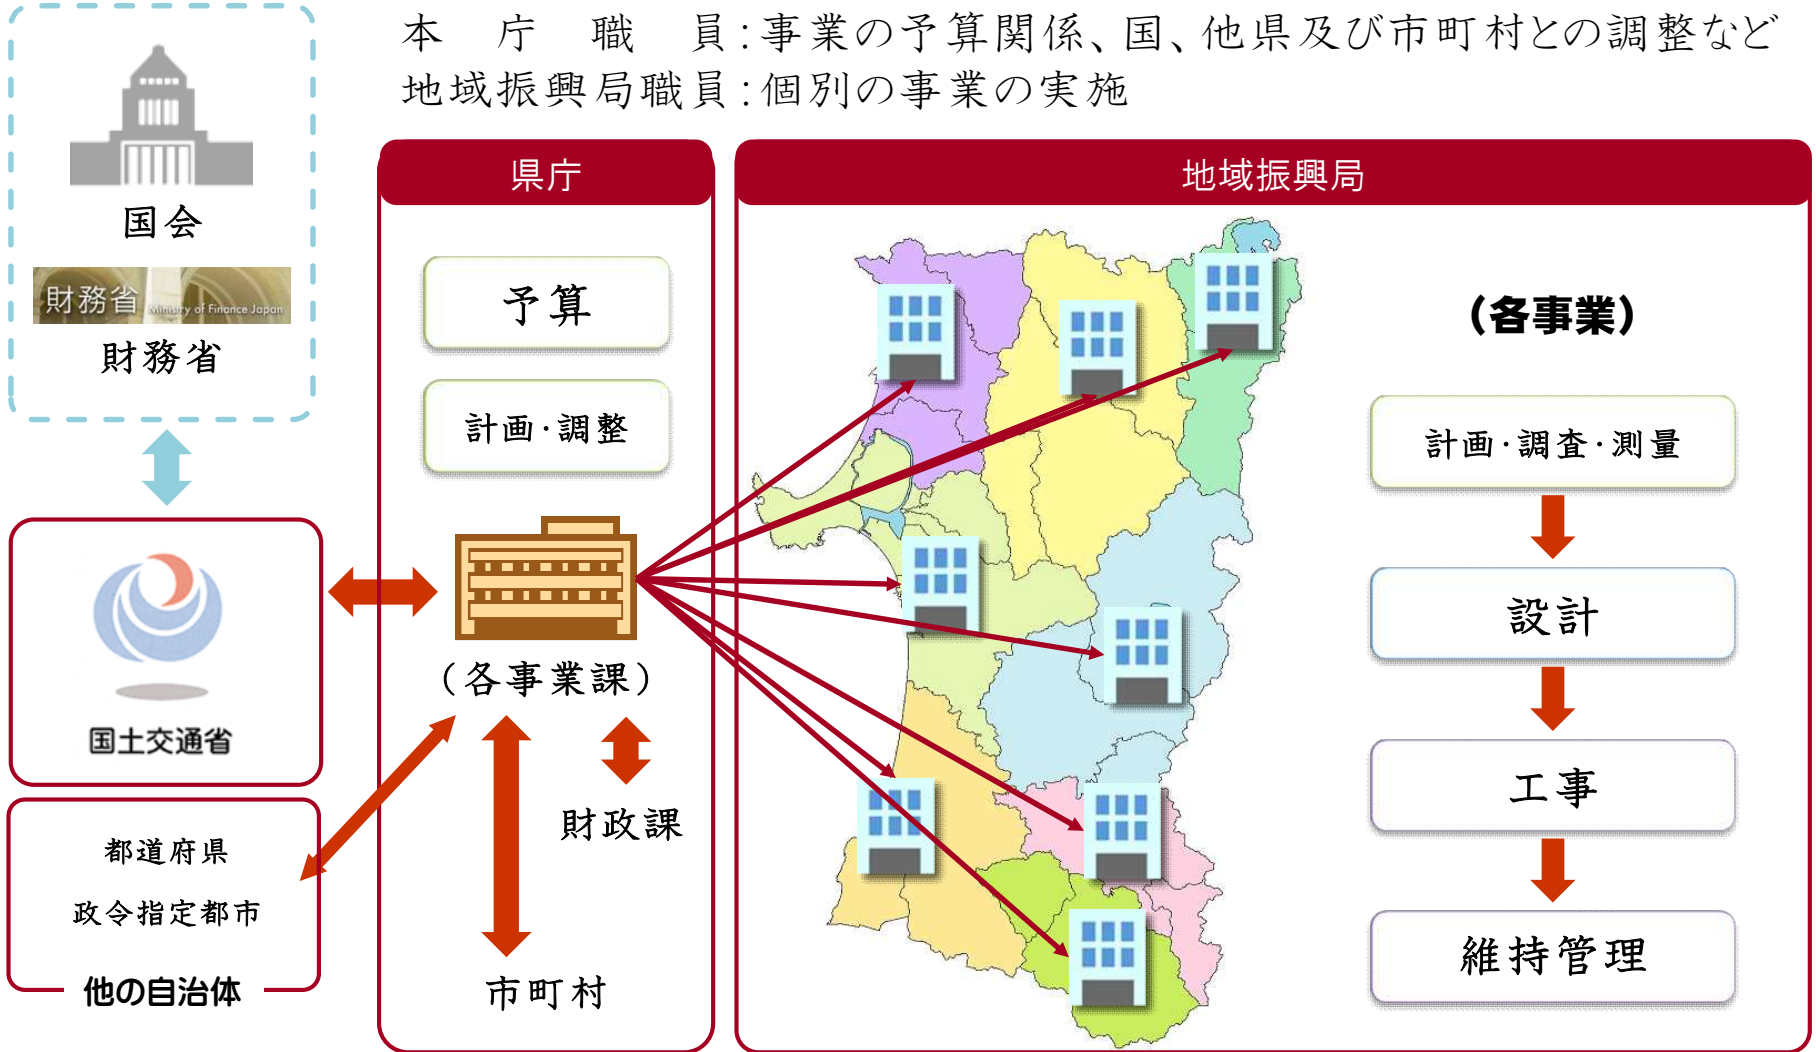 本庁職員：事業の予算関係、国、他県及び市町村との調整など
地域振興局職員：個別の事業の実施
国会
財務省 Ministry of Finance Japan
財務省
国土交通省
都道府県
政令指定都市
他の自治体
県庁
予算
計画・調整
（各事業課）
財政課
市町村
地域振興局
（各事業）
計画・調査・測量
設計
工事
維持管理